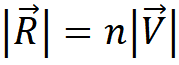 |R⃗| = n|V⃗|